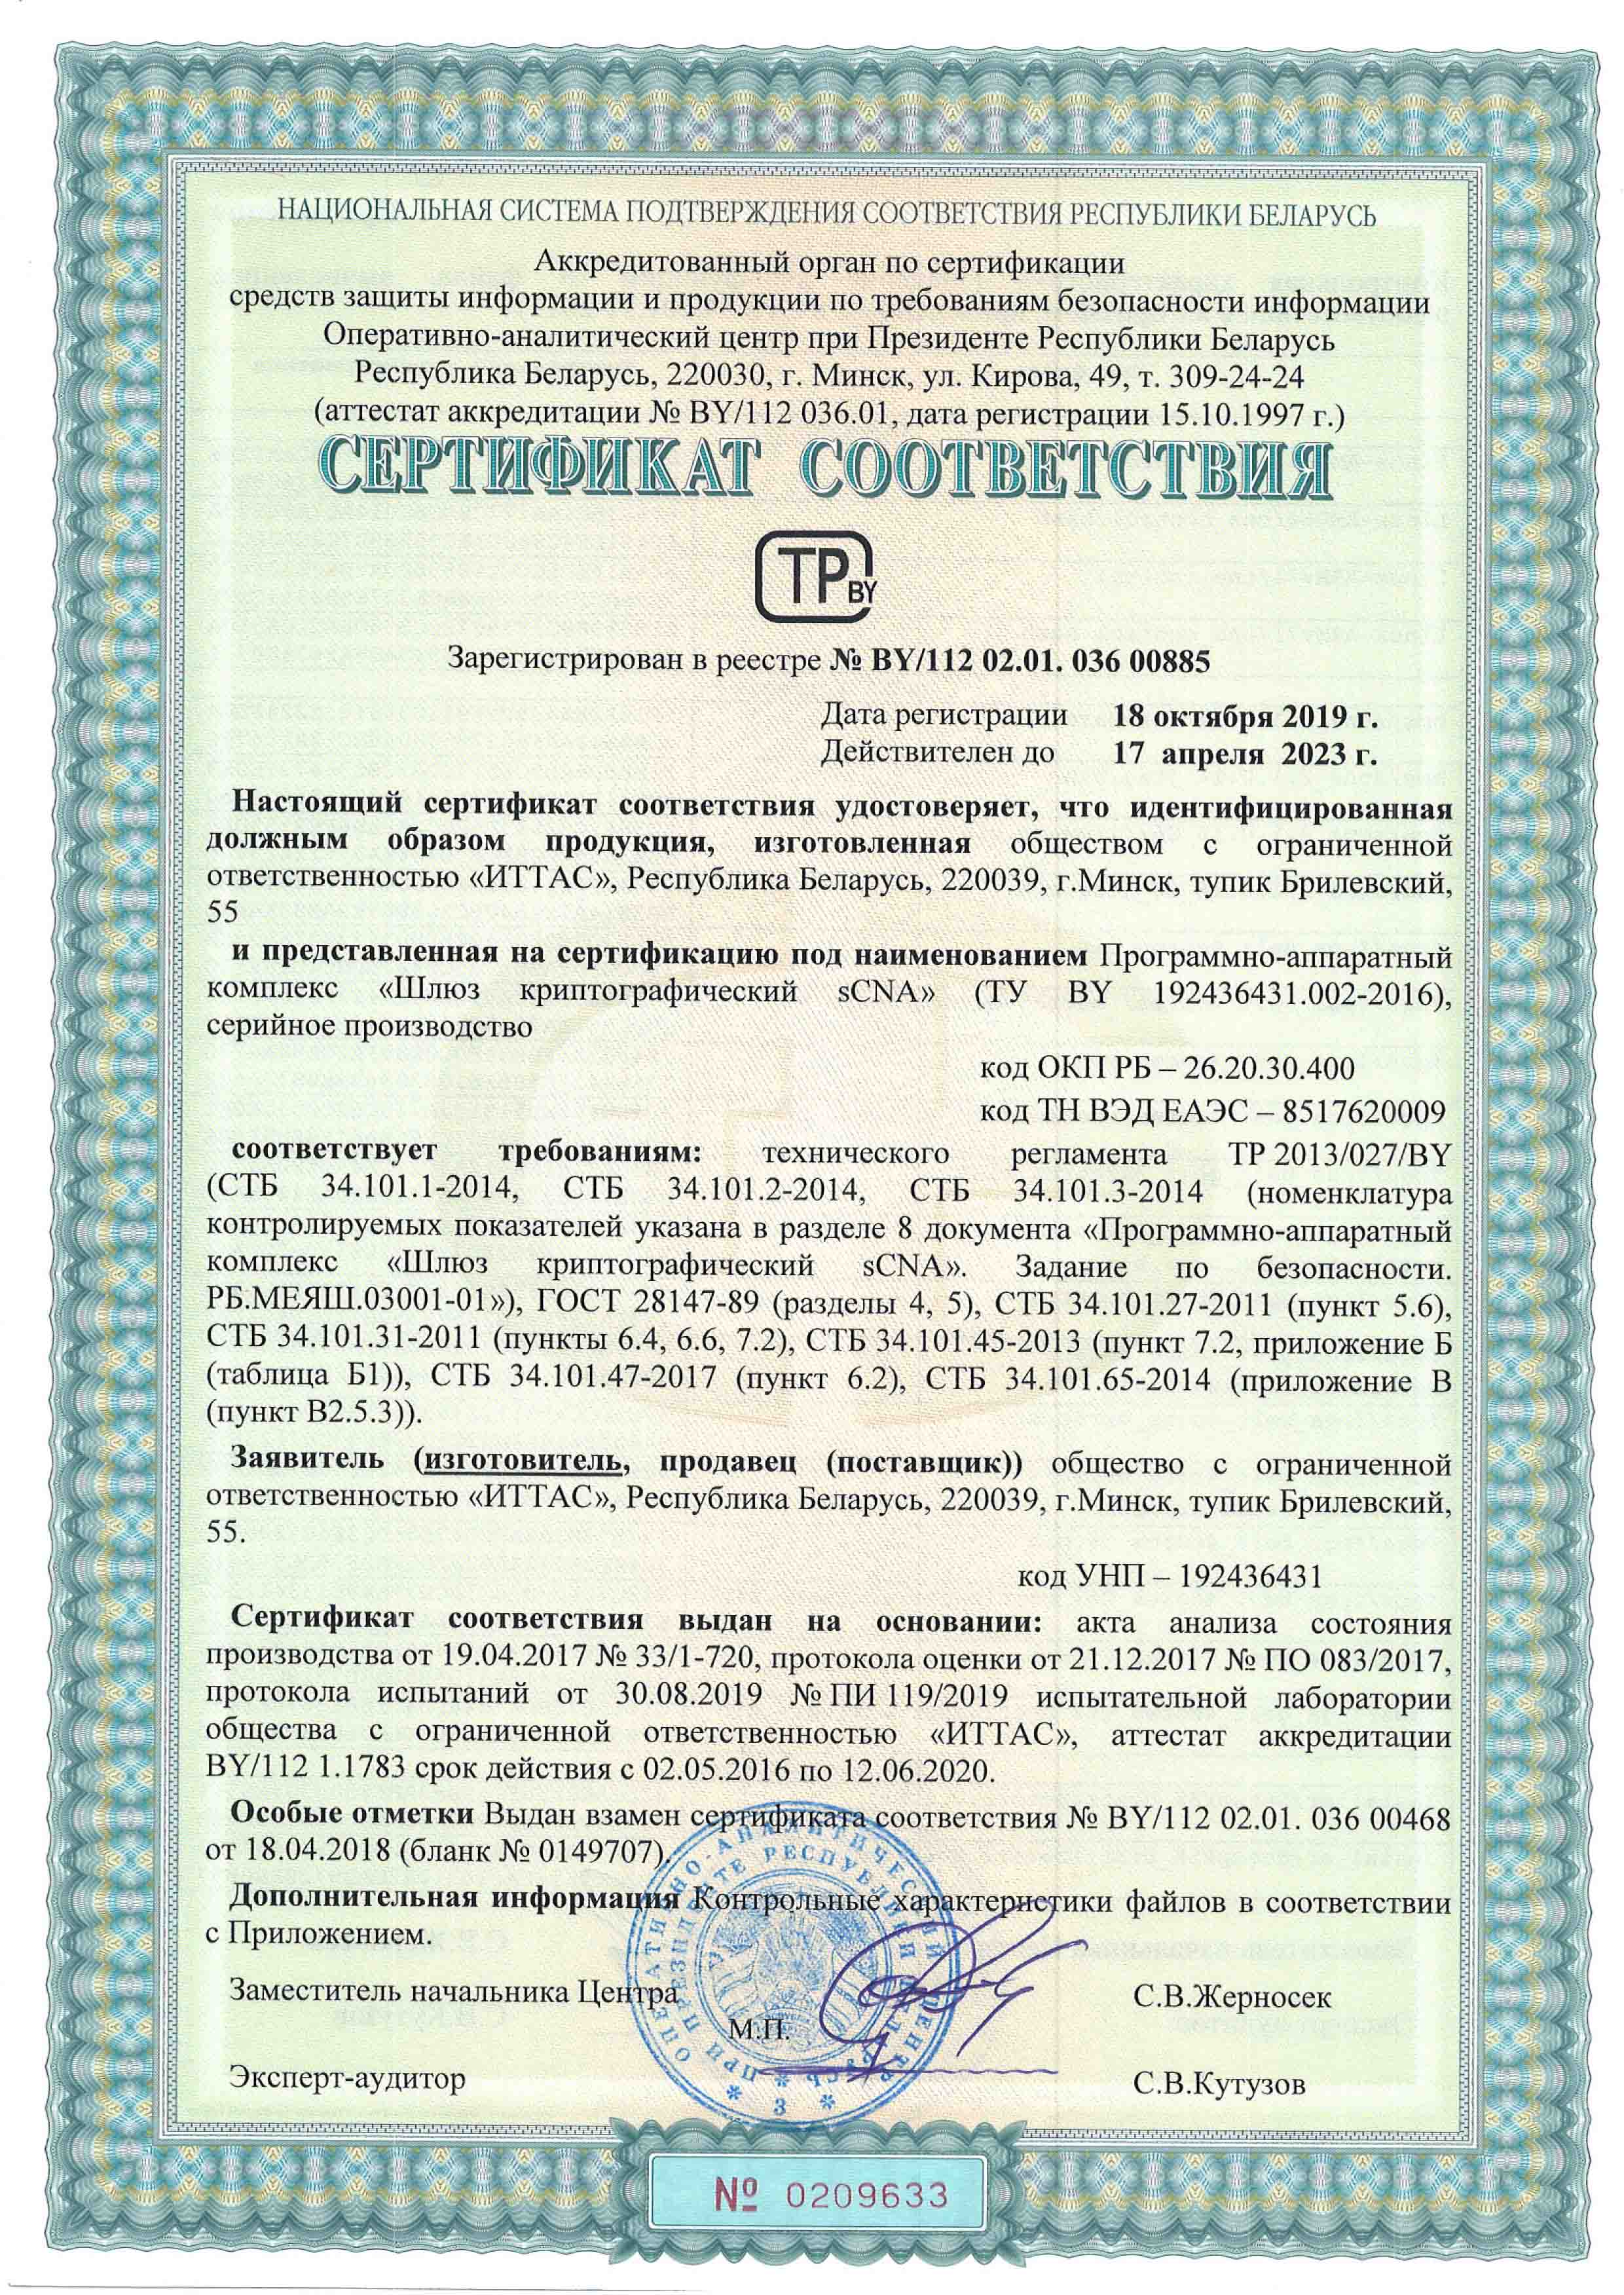 НАЦИОНАЛЬНАЯ СИСТЕМА ПОДТВЕРЖДЕНИЯ СООТВЕТСТВИЯ РЕСПУБЛИКИ БЕЛАРУСЬ
Аккредитованный орган по сертификации
средств защиты информации и продукции по требованиям безопасности информации
Оперативно-аналитический центр при Президенте Республики Беларусь
Республика Беларусь, 220030, г. Минск, ул. Кирова, 49, т. 309-24-24
(аттестат аккредитации № BY/112 036.01, дата регистрации 15.10.1997 г.)
СЕРТИФИКАТ СООТВЕТСТВИЯ
ТР BY
Зарегистрирован в реестре № BY/112 02.01. 036 00885
Дата регистрации 18 октября 2019 г.
Действителен до 17 апреля 2023 г.
Настоящий сертификат соответствия удостоверяет, что идентифицированная
должным образом продукция, изготовленная обществом с ограниченной
ответственностью «ИТТАС», Республика Беларусь, 220039, г.Минск, тупик Брилевский,
55
и представленная на сертификацию под наименованием Программно-аппаратный
комплекс «Шлюз криптографический sCNA» (ТУ BY 192436431.002-2016),
серийное производство
код ОКП РБ – 26.20.30.400
код ТН ВЭД ЕАЭС – 8517620009
соответствует требованиям: технического регламента ТР 2013/027/BY
(СТБ 34.101.1-2014, СТБ 34.101.2-2014, СТБ 34.101.3-2014 (номенклатура
контролируемых показателей указана в разделе 8 документа «Программно-аппаратный
комплекс «Шлюз криптографический sCNA». Задание по безопасности.
РБ.МЕЯШ.03001-01»), ГОСТ 28147-89 (разделы 4, 5), СТБ 34.101.27-2011 (пункт 5.6),
СТБ 34.101.31-2011 (пункты 6.4, 6.6, 7.2), СТБ 34.101.45-2013 (пункт 7.2, приложение Б
(таблица Б1)), СТБ 34.101.47-2017 (пункт 6.2), СТБ 34.101.65-2014 (приложение В
(пункт В2.5.3)).
Заявитель (изготовитель, продавец (поставщик)) общество с ограниченной
ответственностью «ИТТАС», Республика Беларусь, 220039, г.Минск, тупик Брилевский,
55.
код УНП – 192436431
Сертификат соответствия выдан на основании: акта анализа состояния
производства от 19.04.2017 № 33/1-720, протокола оценки от 21.12.2017 № ПО 083/2017,
протокола испытаний от 30.08.2019 № ПИ 119/2019 испытательной лаборатории
общества с ограниченной ответственностью «ИТТАС», аттестат аккредитации
BY/112 1.1783 срок действия с 02.05.2016 по 12.06.2020.
Особые отметки Выдан взамен сертификата соответствия № BY/112 02.01. 036 00468
от 18.04.2018 (бланк № 0149707).
Дополнительная информация Контрольные характеристики файлов в соответствии
с Приложением.
Заместитель начальника Центра С.В.Жерносек
М.П.
Эксперт-аудитор С.В.Кутузов
ОПЕРАТИВНО-АНАЛИТИЧЕСКИЙ ЦЕНТР
ПРИ ПРЕЗИДЕНТЕ РЕСПУБЛИКИ БЕЛАРУСЬ
* 3 *
№ 0209633